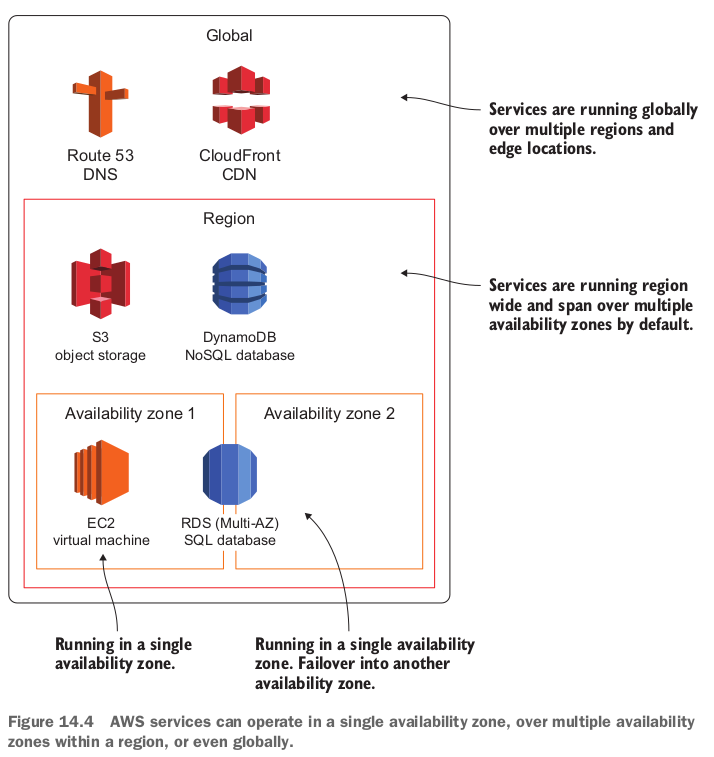 Global
Route 53
DNS
CloudFront
CDN
Services are running globally
over multiple regions and
edge locations.
Region
S3
object storage
DynamoDB
NoSQL database
Services are running region
wide and span over multiple
availability zones by default.
Availability zone 1
Availability zone 2
EC2
virtual machine
RDS (Multi-AZ)
SQL database
Running in a single
availability zone.
Running in a single availability
zone. Failover into another
availability zone.
Figure 14.4 AWS services can operate in a single availability zone, over multiple availability
zones within a region, or even globally.